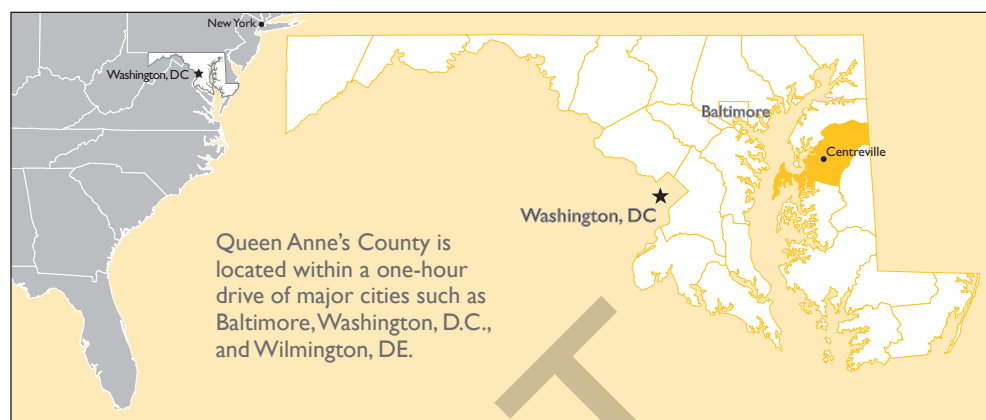 New York
Washington, DC
Baltimore
Centreville
Washington, DC
Queen Anne's County is
located within a one-hour
drive of major cities such as
Baltimore, Washington, D.C.,
and Wilmington, DE.
T